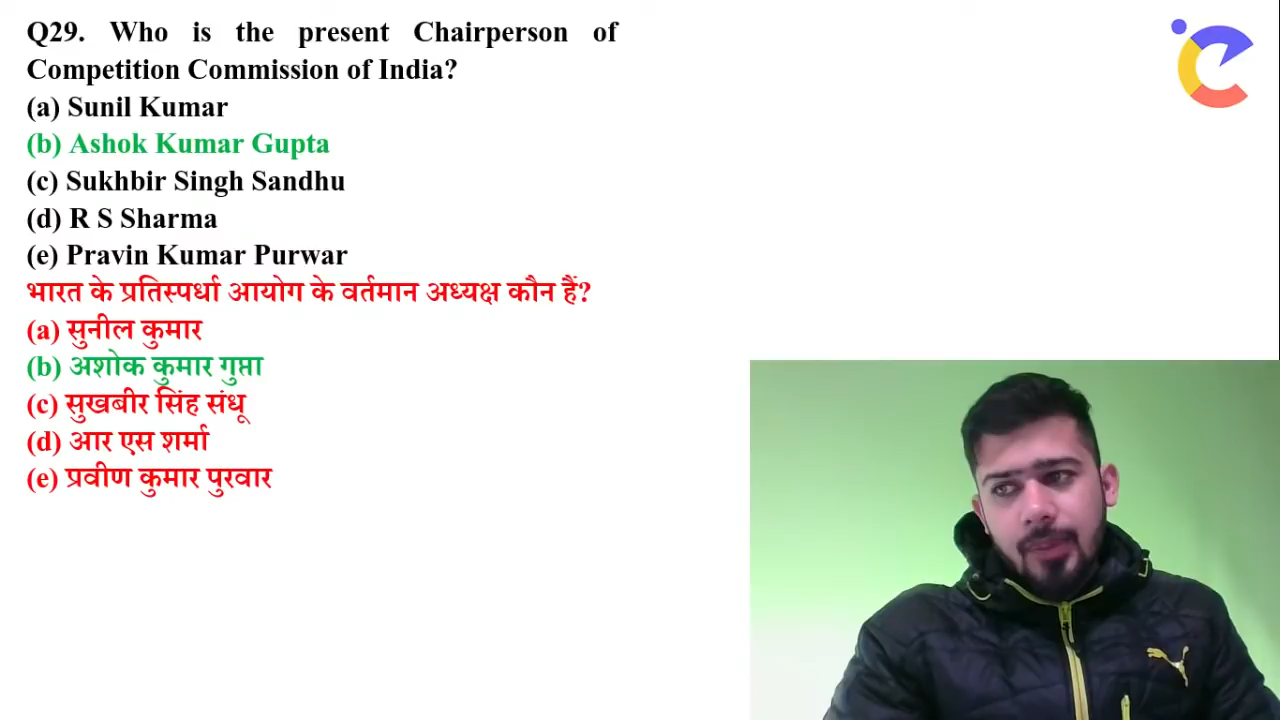 Q29. Who is the present Chairperson of
Competition Commission of India?
(a) Sunil Kumar
(b) Ashok Kumar Gupta
(c) Sukhbir Singh Sandhu
(d) R S Sharma
(e) Pravin Kumar Purwar
भारत के प्रतिस्पर्धा आयोग के वर्तमान अध्यक्ष कौन हैं?
(a) सुनील कुमार
(b) अशोक कुमार गुप्ता
(c) सुखबीर सिंह संधू
(d) आर एस शर्मा
(e) प्रवीण कुमार पुरवार